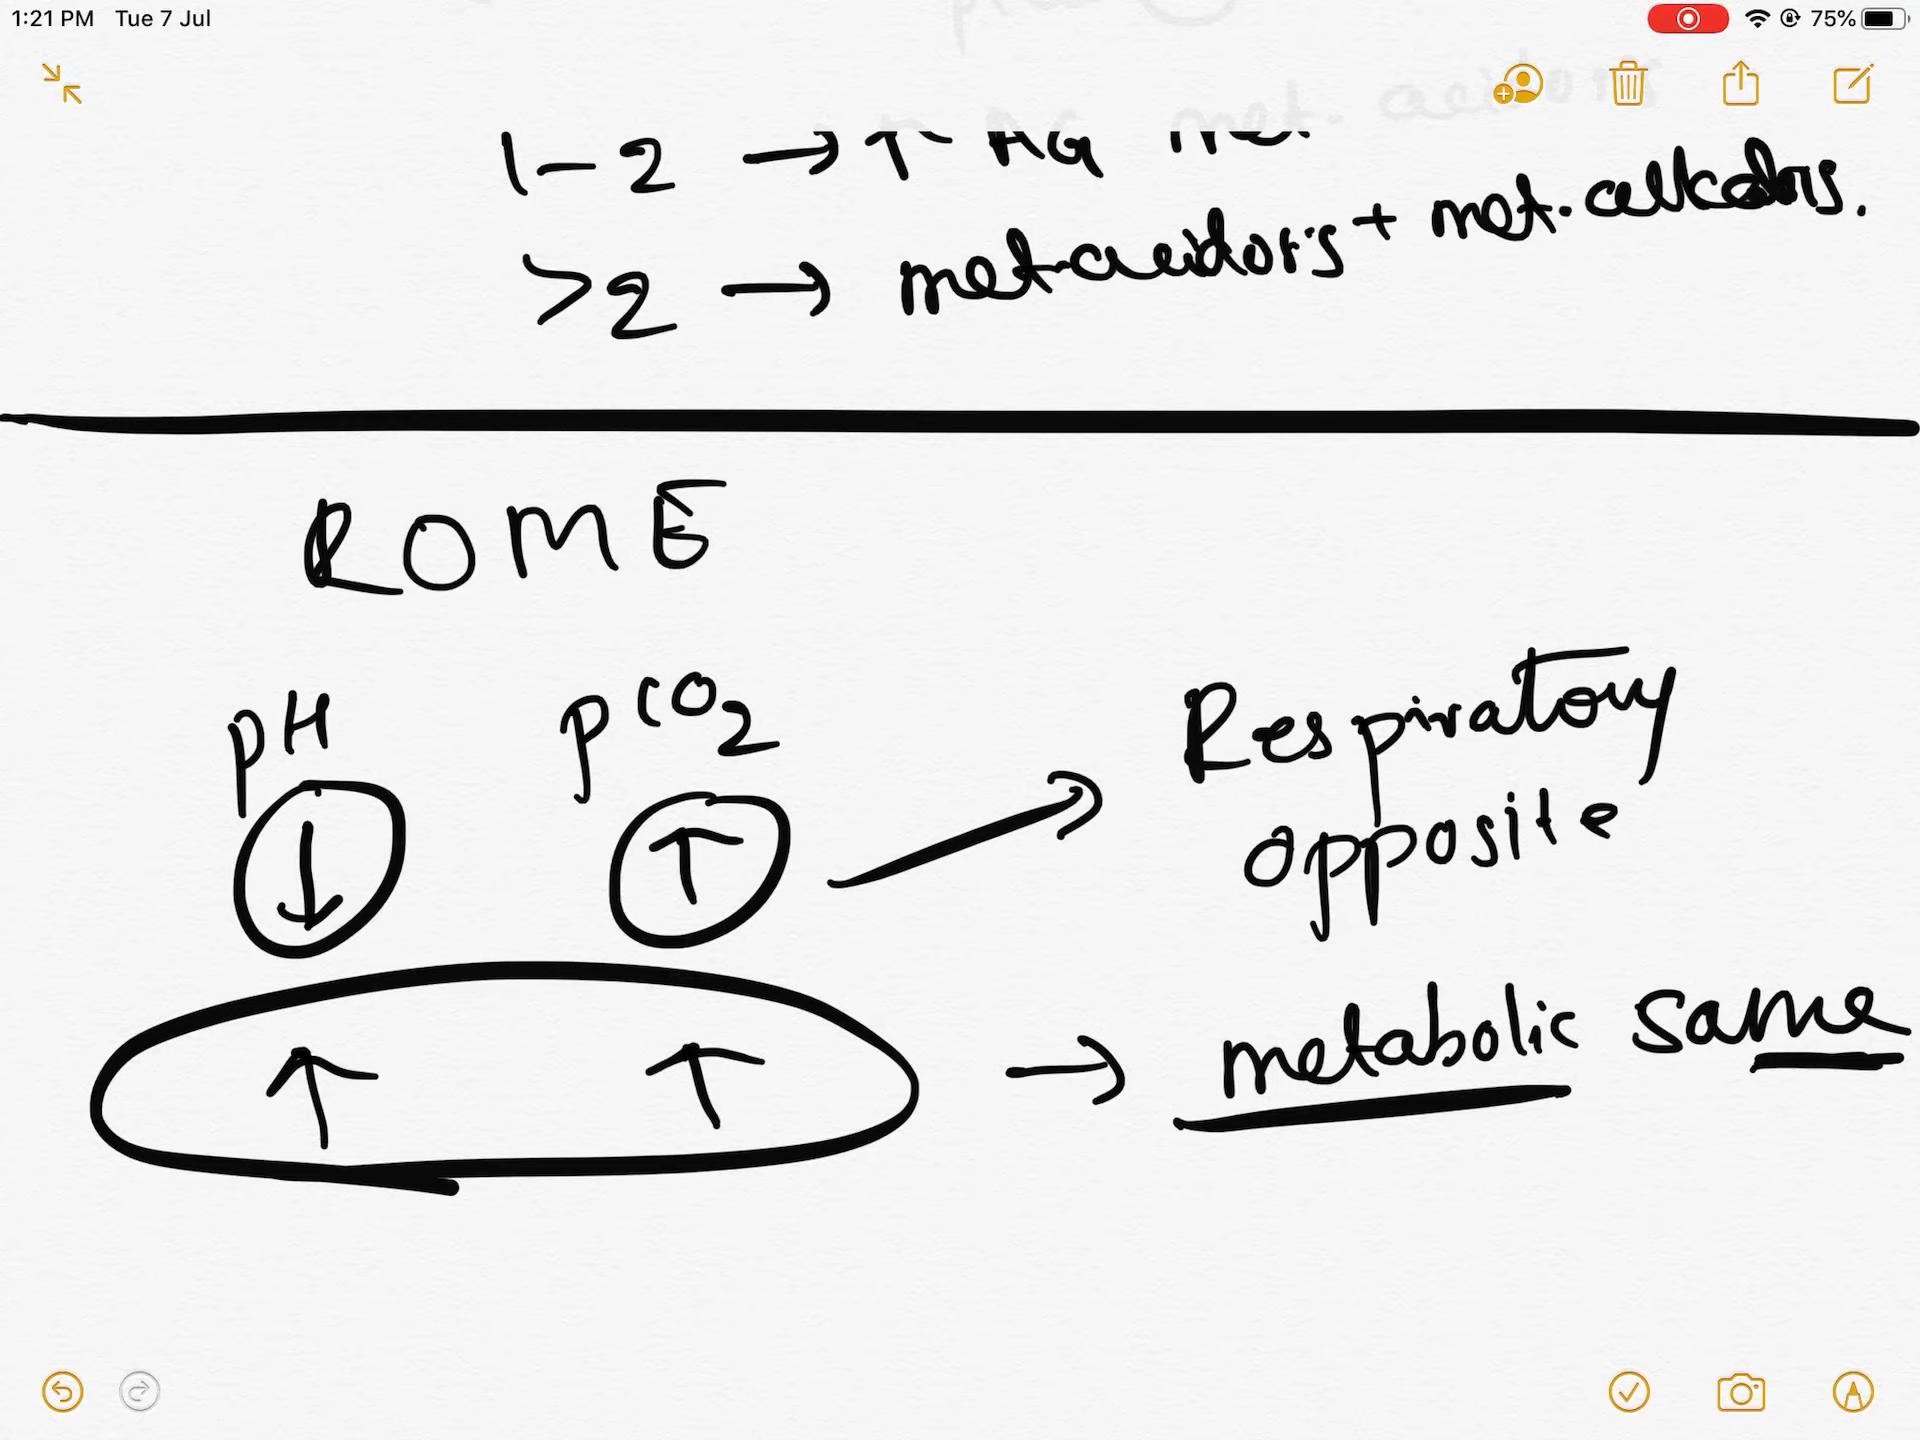 1:21 PM Tue 7 Jul 75%
1-2 → ↑ AG met
>2 → met. acidosis + met. alkalosis.
ROME
pH pCO2
↓ ↑ → Respiratory
opposite
↑ ↑ → metabolic same